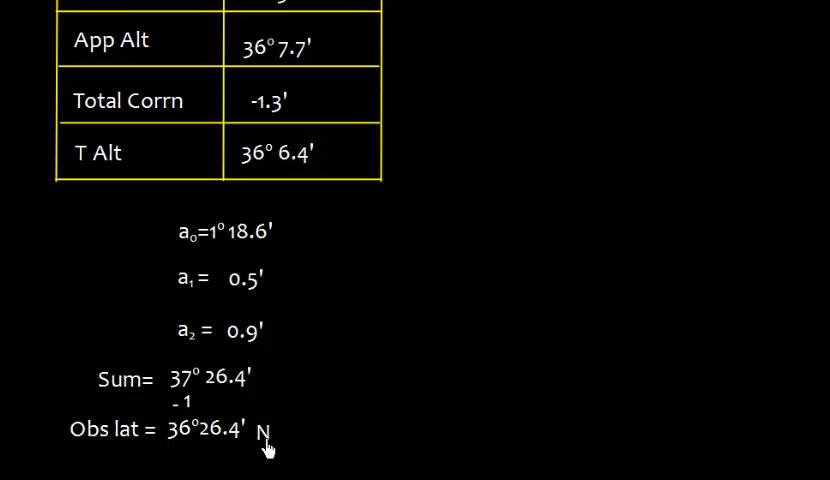 App Alt 36° 7.7'
Total Corrn -1.3'
T Alt 36° 6.4'
a₀=1° 18.6'
a₁ = 0.5'
a₂ = 0.9'
Sum= 37° 26.4'
- 1
Obs lat = 36°26.4' N